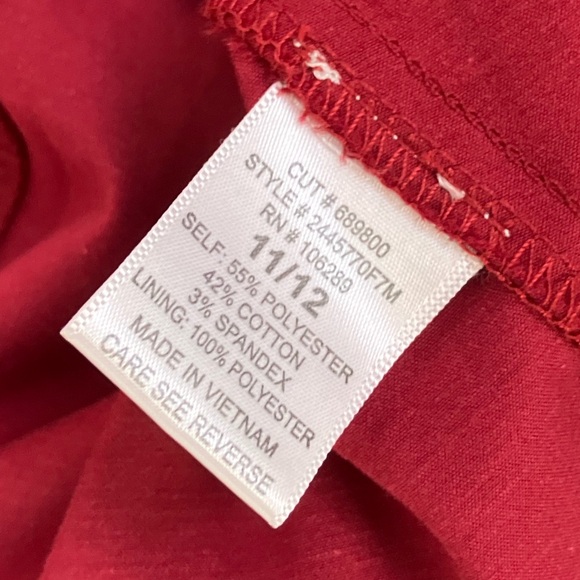 CUT # 689800
STYLE # 2445770F7M
RN # 106289
11/12
SELF: 55% POLYESTER
42% COTTON
3% SPANDEX
LINING: 100% POLYESTER
MADE IN VIETNAM
CARE SEE REVERSE